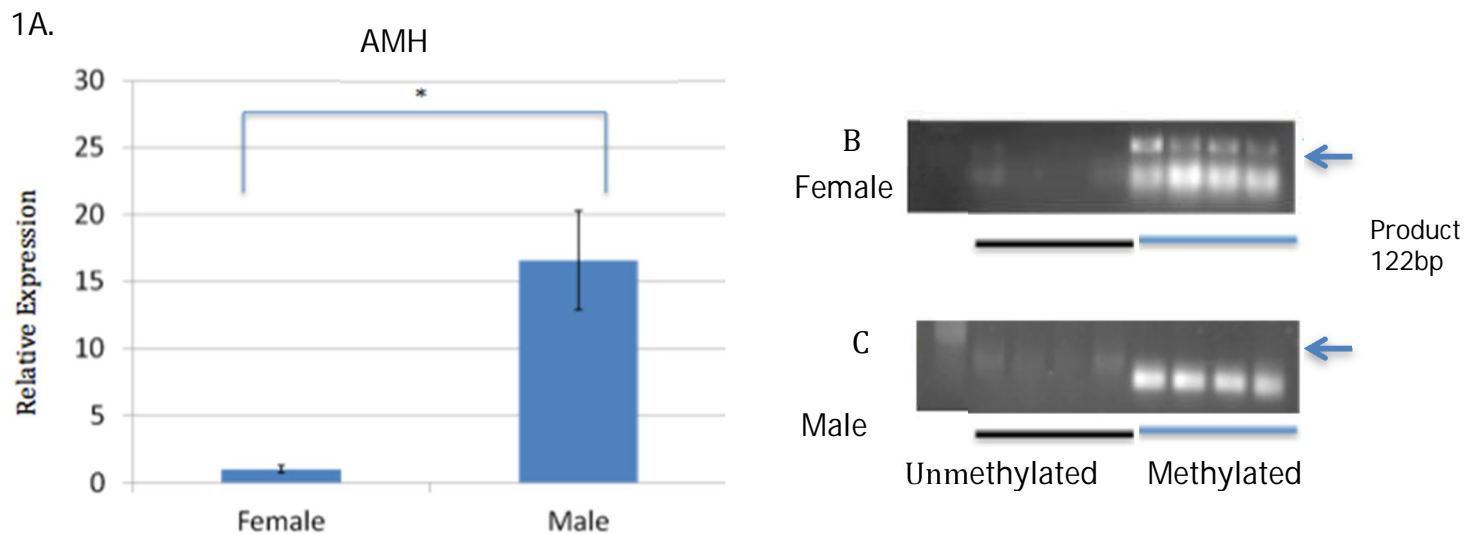 1A.
AMH
30
25
20
15
10
5
0
*
Relative Expression
Female
Male
B
Female
Product
122bp
C
Male
Unmethylated
Methylated